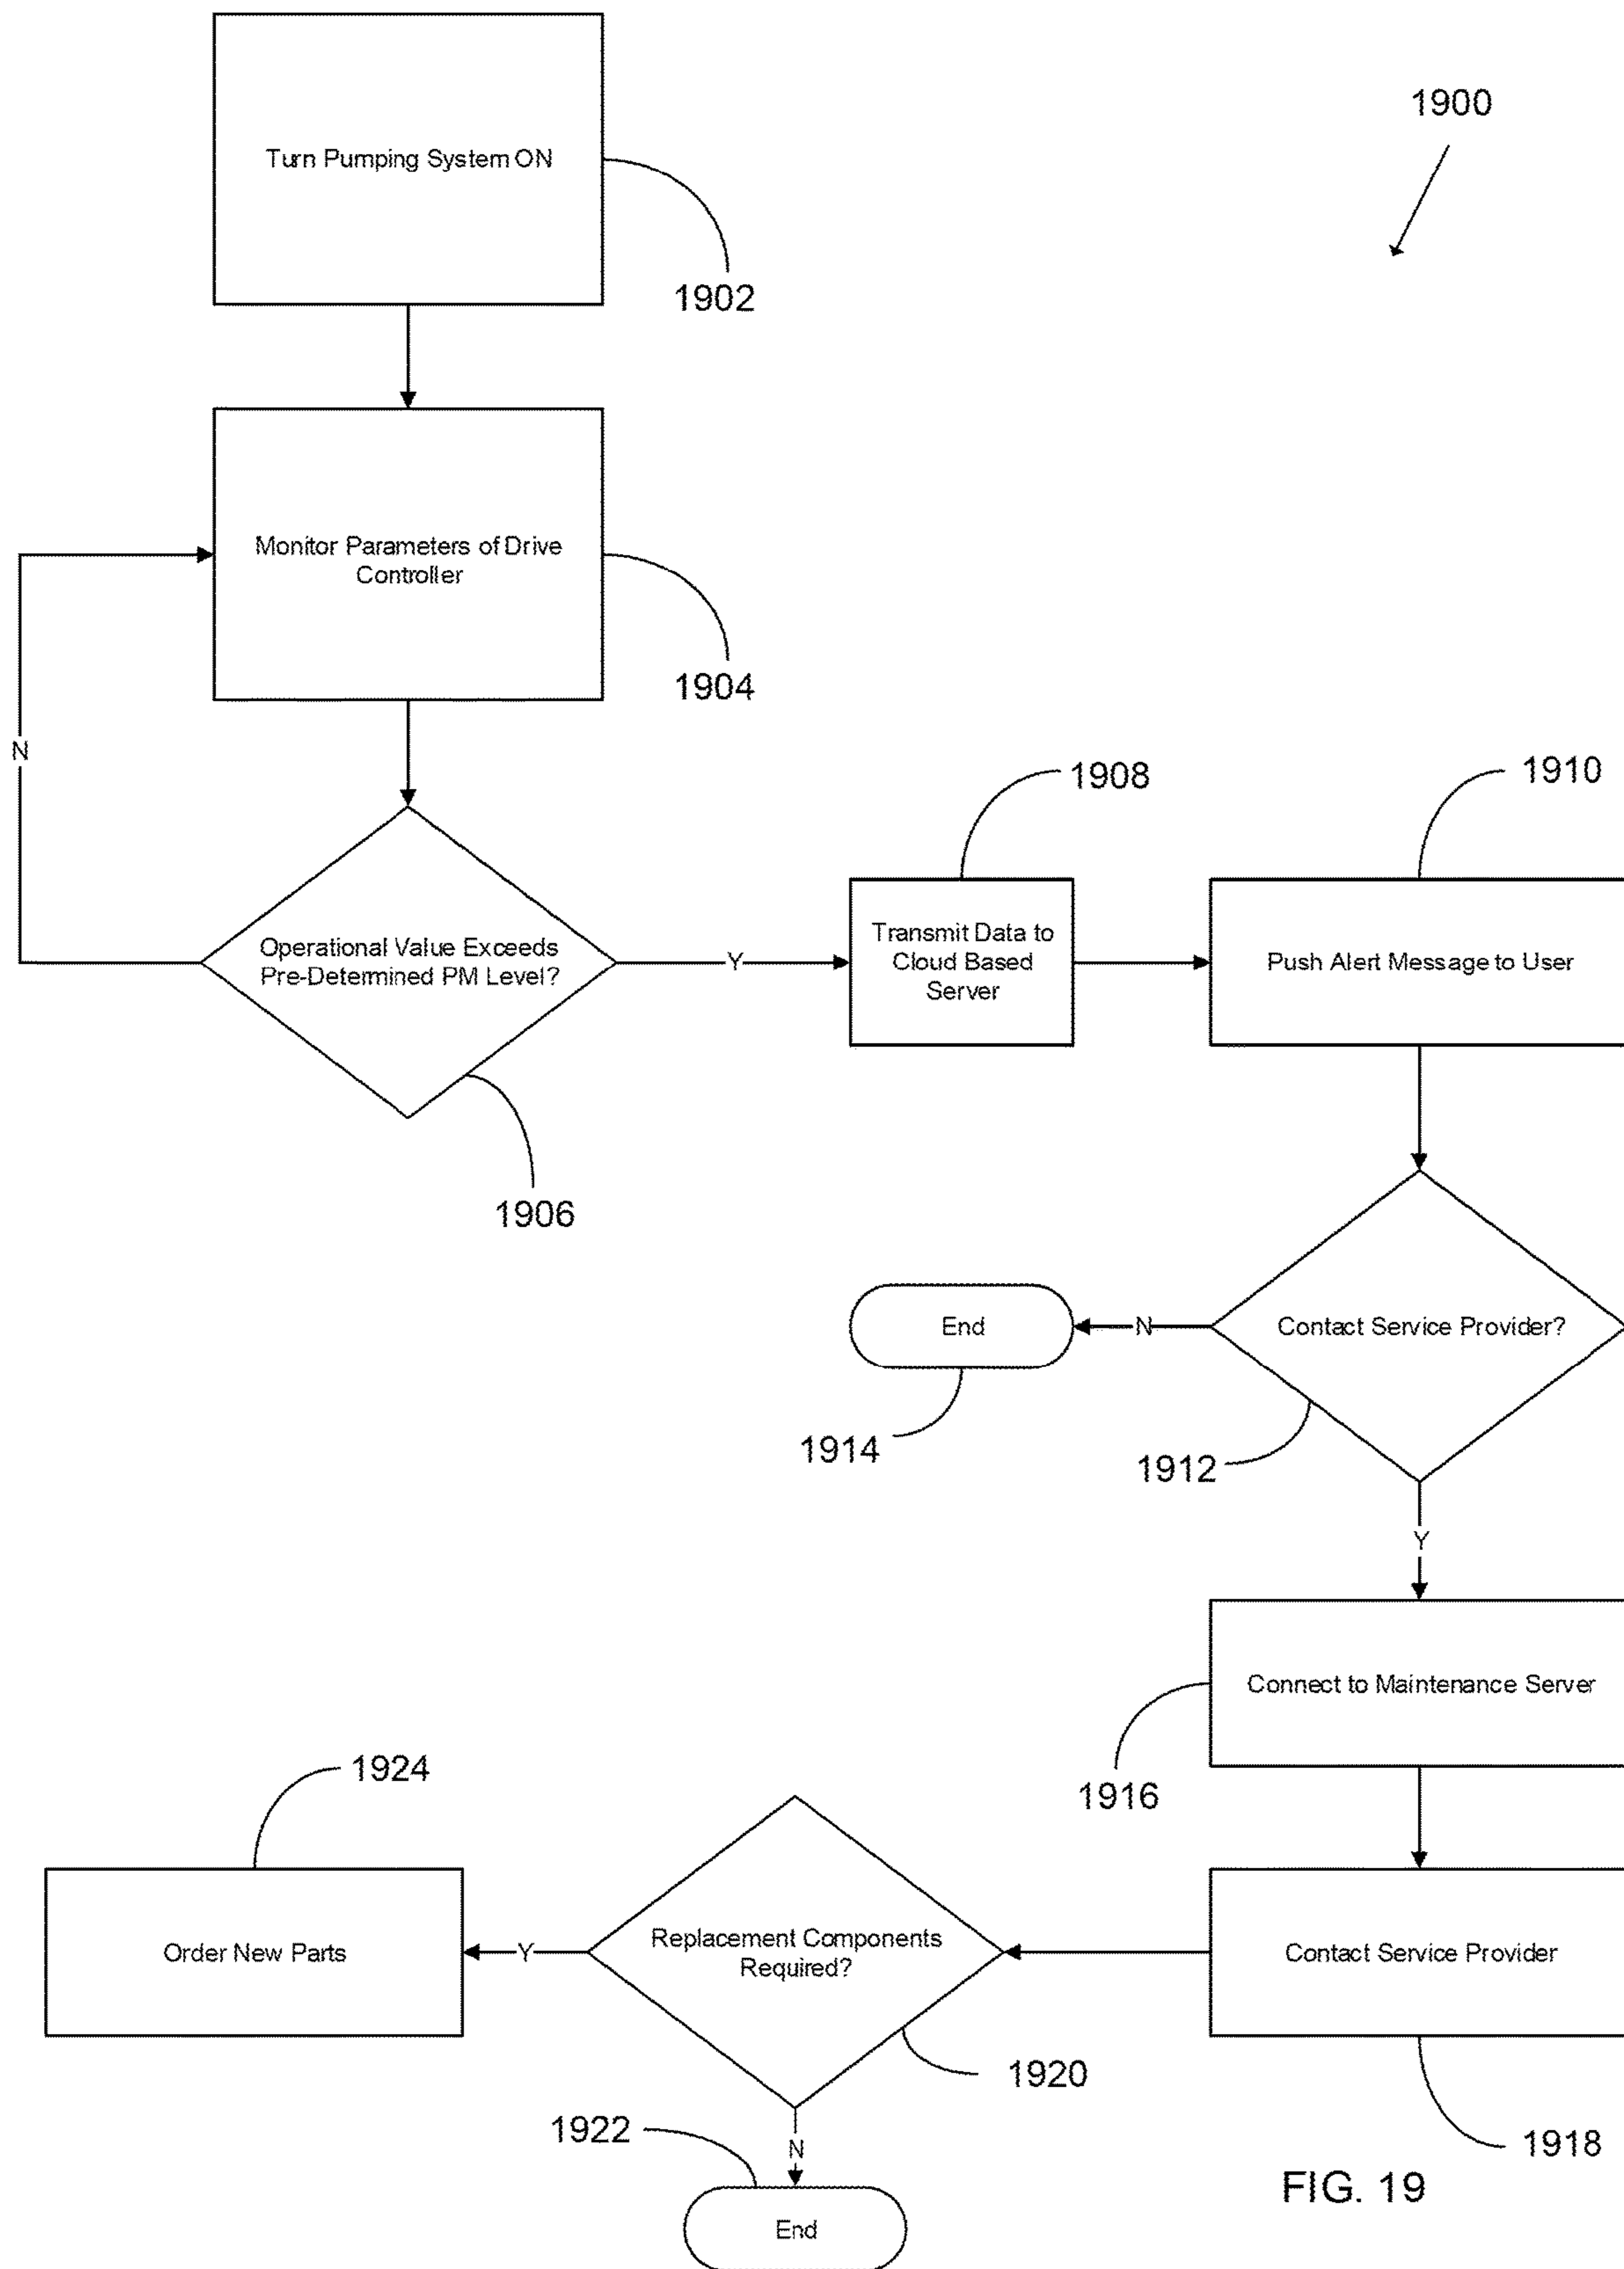 Turn Pumping System ON
1900
1902
Monitor Parameters of Drive
Controller
1904
N
1908
1910
Operational Value Exceeds
Pre-Determined PM Level?
Y
Transmit Data to
Cloud Based
Server
Push Alert Message to User
1906
End
N
Contact Service Provider?
1914
1912
Y
Connect to Maintenance Server
1916
1924
Order New Parts
Y
Replacement Components
Required?
Contact Service Provider
1920
1922
N
1918
End
FIG. 19